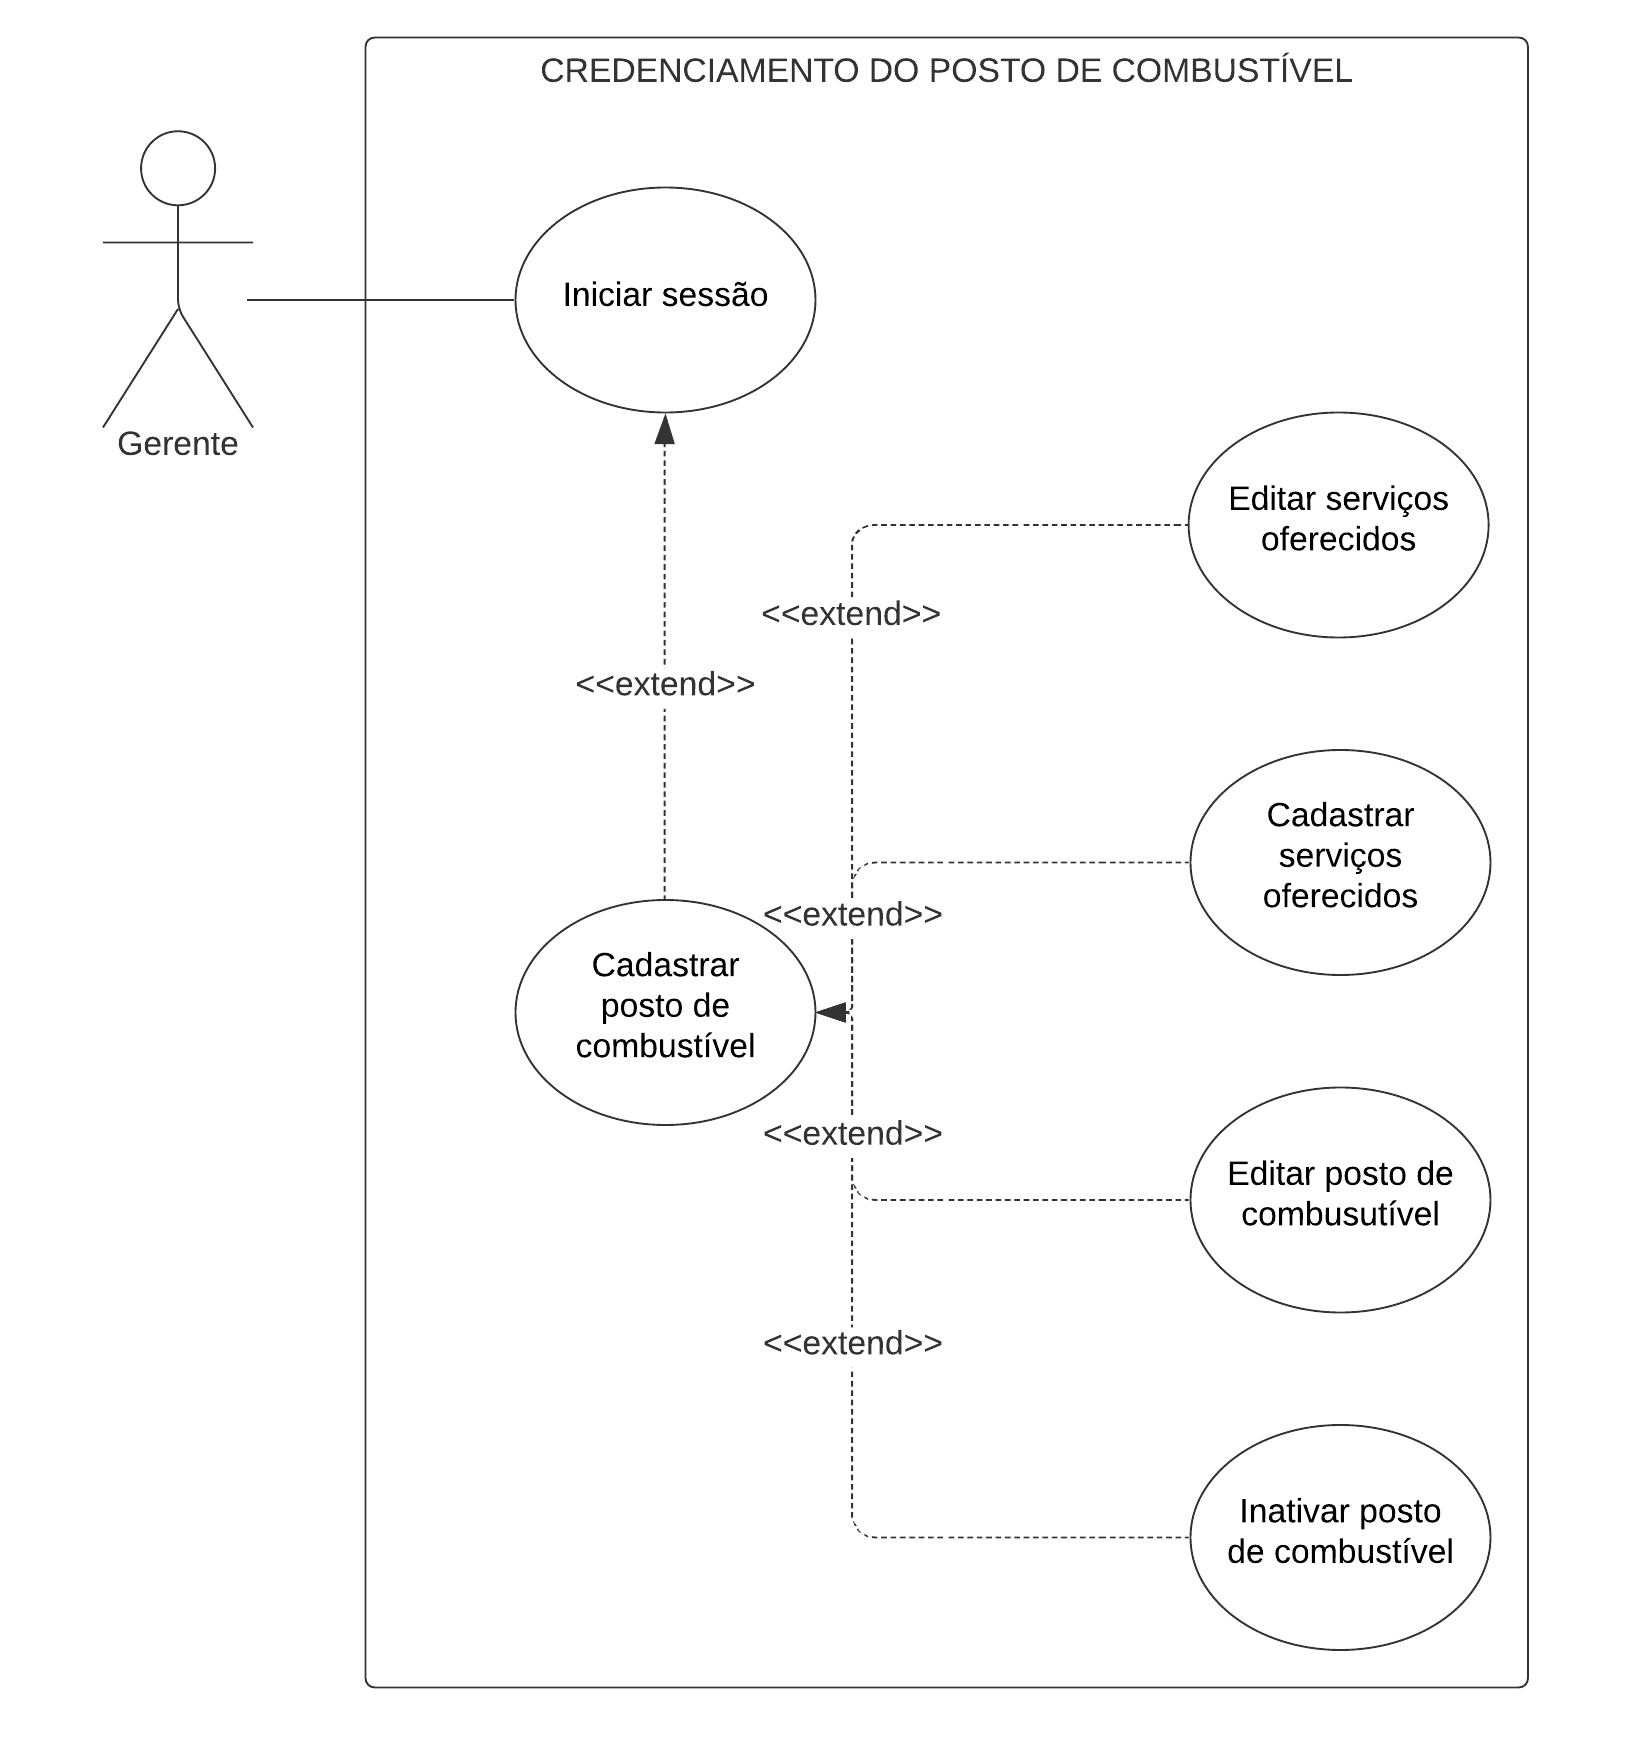 CREDENCIAMENTO DO POSTO DE COMBUSTÍVEL
Iniciar sessão
Gerente
Editar serviços
oferecidos
<<extend>>
<<extend>>
Cadastrar
serviços
oferecidos
<<extend>>
Cadastrar
posto de
combustível
<<extend>>
Editar posto de
combusutível
<<extend>>
Inativar posto
de combustível